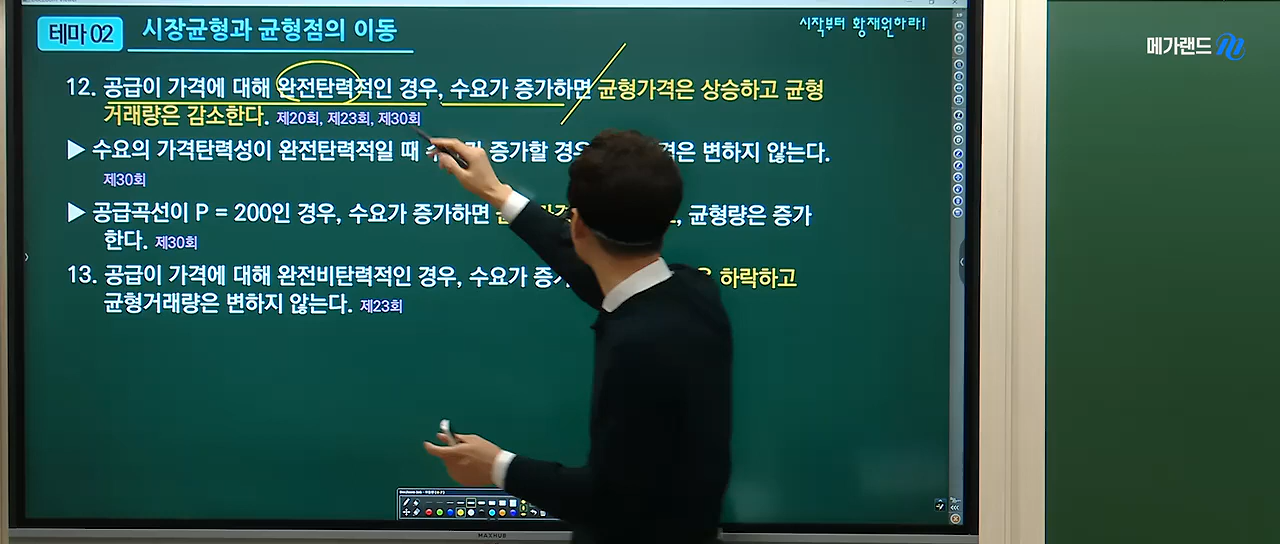 테마 02 시장균형과 균형점의 이동
시작부터 황재원하라!
메가랜드
12. 공급이 가격에 대해 완전탄력적인 경우, 수요가 증가하면 균형가격은 상승하고 균형
거래량은 감소한다. 제20회, 제23회, 제30회
▶ 수요의 가격탄력성이 완전탄력적일 때 증가할 경 은 변하지 않는다.
제30회
▶ 공급곡선이 P = 200인 경우, 수요가 증가하면 균형량은 증가
한다. 제30회
13. 공급이 가격에 대해 완전비탄력적인 경우, 수요가 증 하락하고
균형거래량은 변하지 않는다. 제23회
MAXHUB